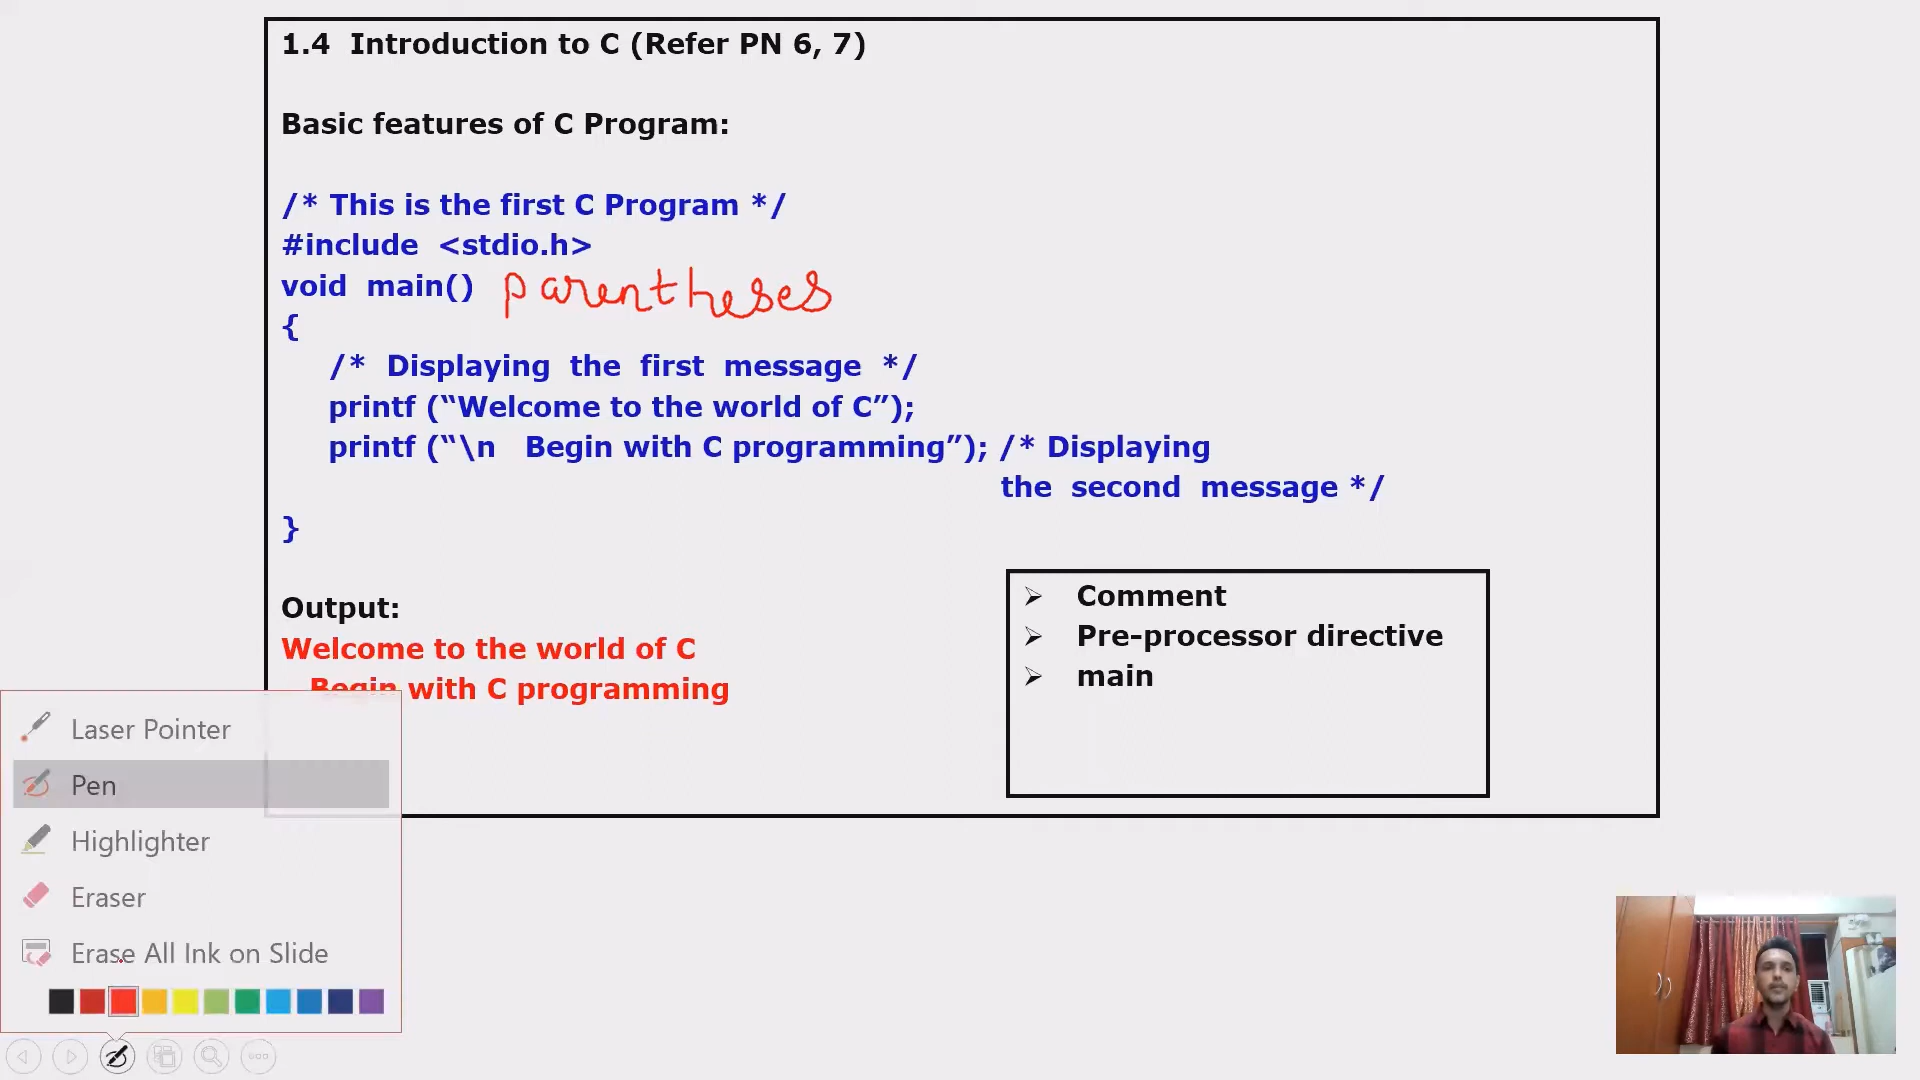 1.4 Introduction to C (Refer PN 6, 7)
Basic features of C Program:
/* This is the first C Program */
#include <stdio.h>
void main() parentheses
{
/* Displaying the first message */
printf (“Welcome to the world of C”);
printf (“\n Begin with C programming”); /* Displaying
the second message */
}
Output:
Welcome to the world of C
Begin with C programming
➢ Comment
➢ Pre-processor directive
➢ main
Laser Pointer
Pen
Highlighter
Eraser
Erase All Ink on Slide